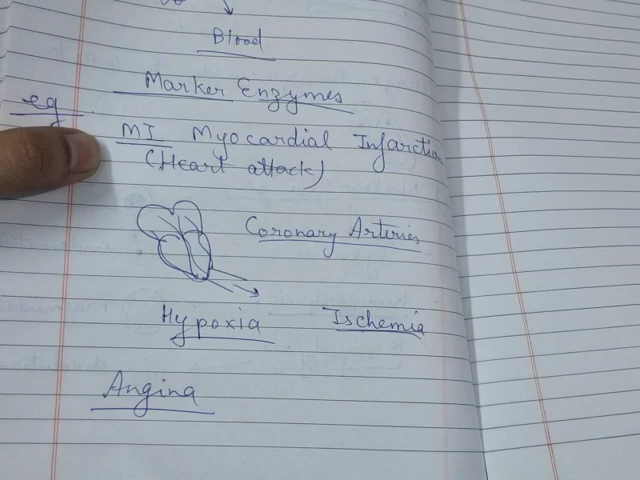 Blood
Marker Enzymes
eg
MI Myocardial Infarction
(Heart attack)
Coronary Arteries
Hypoxia Ischemia
Angina